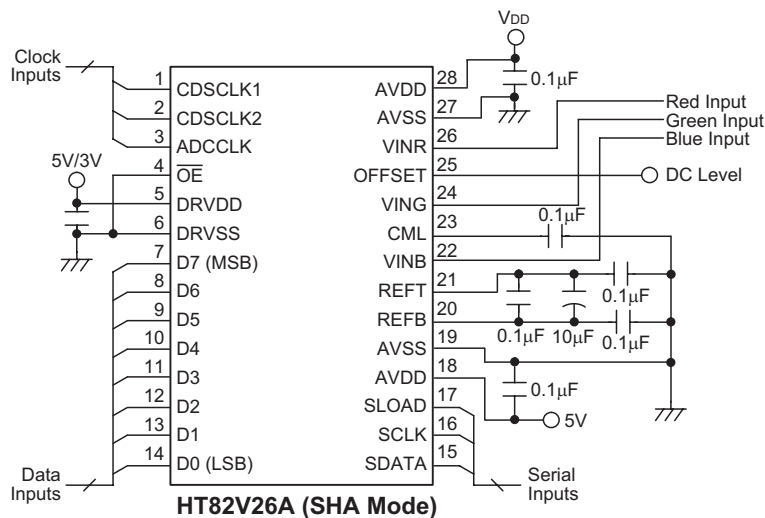 VDD
Clock
Inputs
0.1µF
1 CDSCLK1
AVDD 28
2 CDSCLK2
AVSS 27
Red Input
3 ADCCLK
VINR 26
Green Input
Blue Input
5V/3V
4 OE
OFFSET 25
DC Level
5 DRVDD
VING 24
0.1µF
6 DRVSS
CML 23
7 D7 (MSB)
VINB 22
8 D6
REFT 21
0.1µF
9 D5
REFB 20
0.1µF 10µF 0.1µF
10 D4
AVSS 19
11 D3
AVDD 18
0.1µF
12 D2
SLOAD 17
5V
13 D1
SCLK 16
14 D0 (LSB)
SDATA 15
Data
Inputs
Serial
Inputs
HT82V26A (SHA Mode)